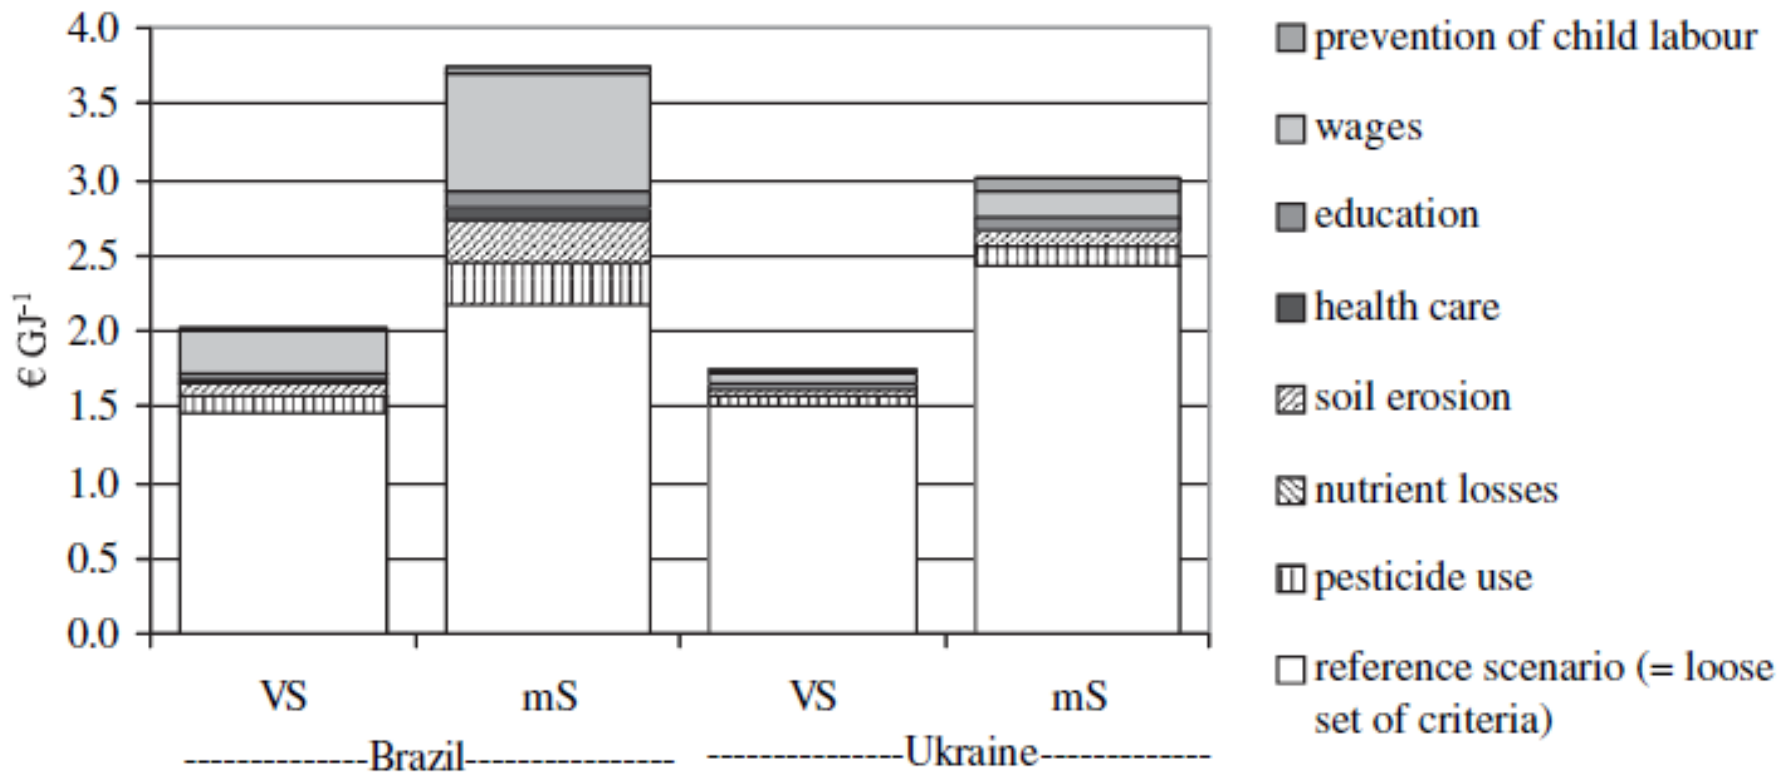 4.0
3.5
3.0
2.5
2.0
1.5
1.0
0.5
0.0
€ GJ⁻¹
VS mS VS mS
--------------Brazil---------------- ---------------Ukraine-------------
prevention of child labour
wages
education
health care
soil erosion
nutrient losses
pesticide use
reference scenario (= loose
set of criteria)